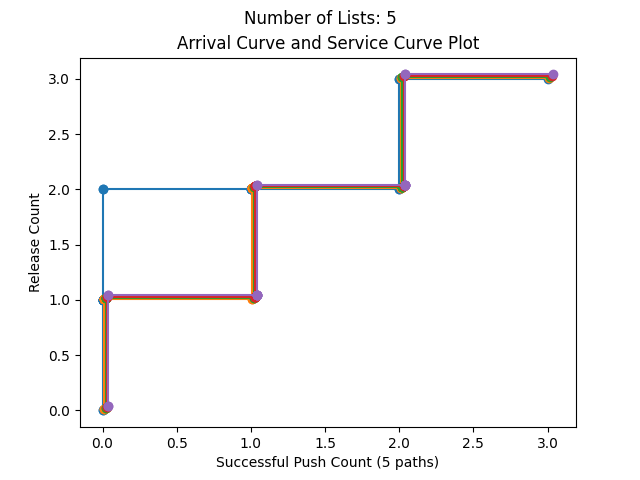 Number of Lists: 5
Arrival Curve and Service Curve Plot
3.0
2.5
2.0
1.5
1.0
0.5
0.0
Release Count
0.0 0.5 1.0 1.5 2.0 2.5 3.0
Successful Push Count (5 paths)